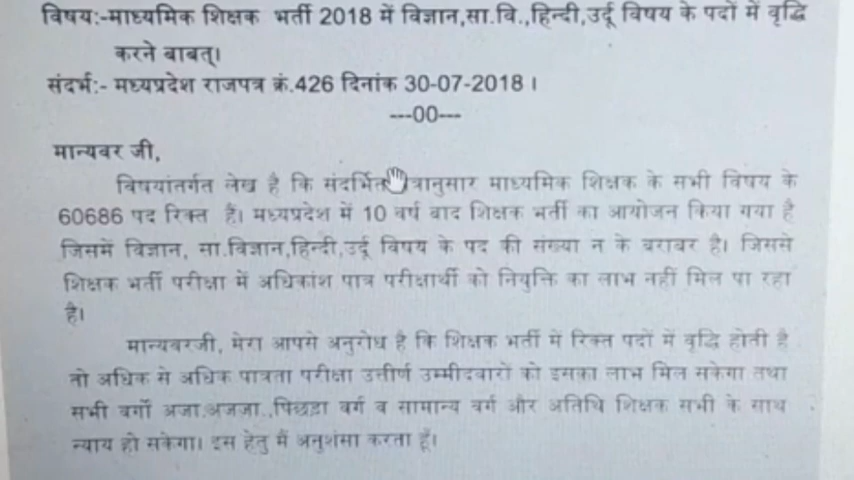 विषय:-माध्यमिक शिक्षक भर्ती 2018 में विज्ञान,सा.वि.,हिन्दी,उर्दू विषय के पदों में वृद्धि
करने बाबत्।
संदर्भ:- मध्यप्रदेश राजपत्र क्रं.426 दिनांक 30-07-2018 ।
---00---
मान्यवर जी,
विषयांतर्गत लेख है कि संदर्भित त्रानुसार माध्यमिक शिक्षक के सभी विषय के
60686 पद रिक्त हैं। मध्यप्रदेश में 10 वर्ष बाद शिक्षक भर्ती का आयोजन किया गया है
जिसमें विज्ञान, सा.विज्ञान,हिन्दी,उर्दू विषय के पद की संख्या न के बराबर है। जिससे
शिक्षक भर्ती परीक्षा में अधिकांश पात्र परीक्षार्थी को नियुक्ति का लाभ नहीं मिल पा रहा
है।
मान्यवरजी, मेरा आपसे अनुरोध है कि शिक्षक भर्ती में रिक्त पदों में वृद्धि होती है
तो अधिक से अधिक पात्रता परीक्षा उत्तीर्ण उम्मीदवारों को इसका लाभ मिल सकेगा तथा
सभी वर्गों अजा.अजजा.,पिछड़ा वर्ग व सामान्य वर्ग और अतिथि शिक्षक सभी के साथ
न्याय हो सकेगा। इस हेतु मैं अनुशंसा करता हूँ।